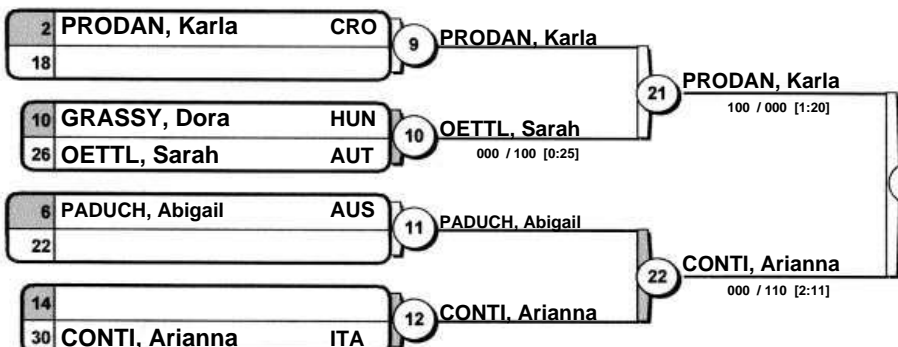 2 PRODAN, Karla CRO
18
9
PRODAN, Karla
10 GRASSY, Dora HUN
26 OETTL, Sarah AUT
10
OETTL, Sarah
000 / 100 [0:25]
21
PRODAN, Karla
100 / 000 [1:20]
6 PADUCH, Abigail AUS
22
11
PADUCH, Abigail
14
30 CONTI, Arianna ITA
12
CONTI, Arianna
22
CONTI, Arianna
000 / 110 [2:11]